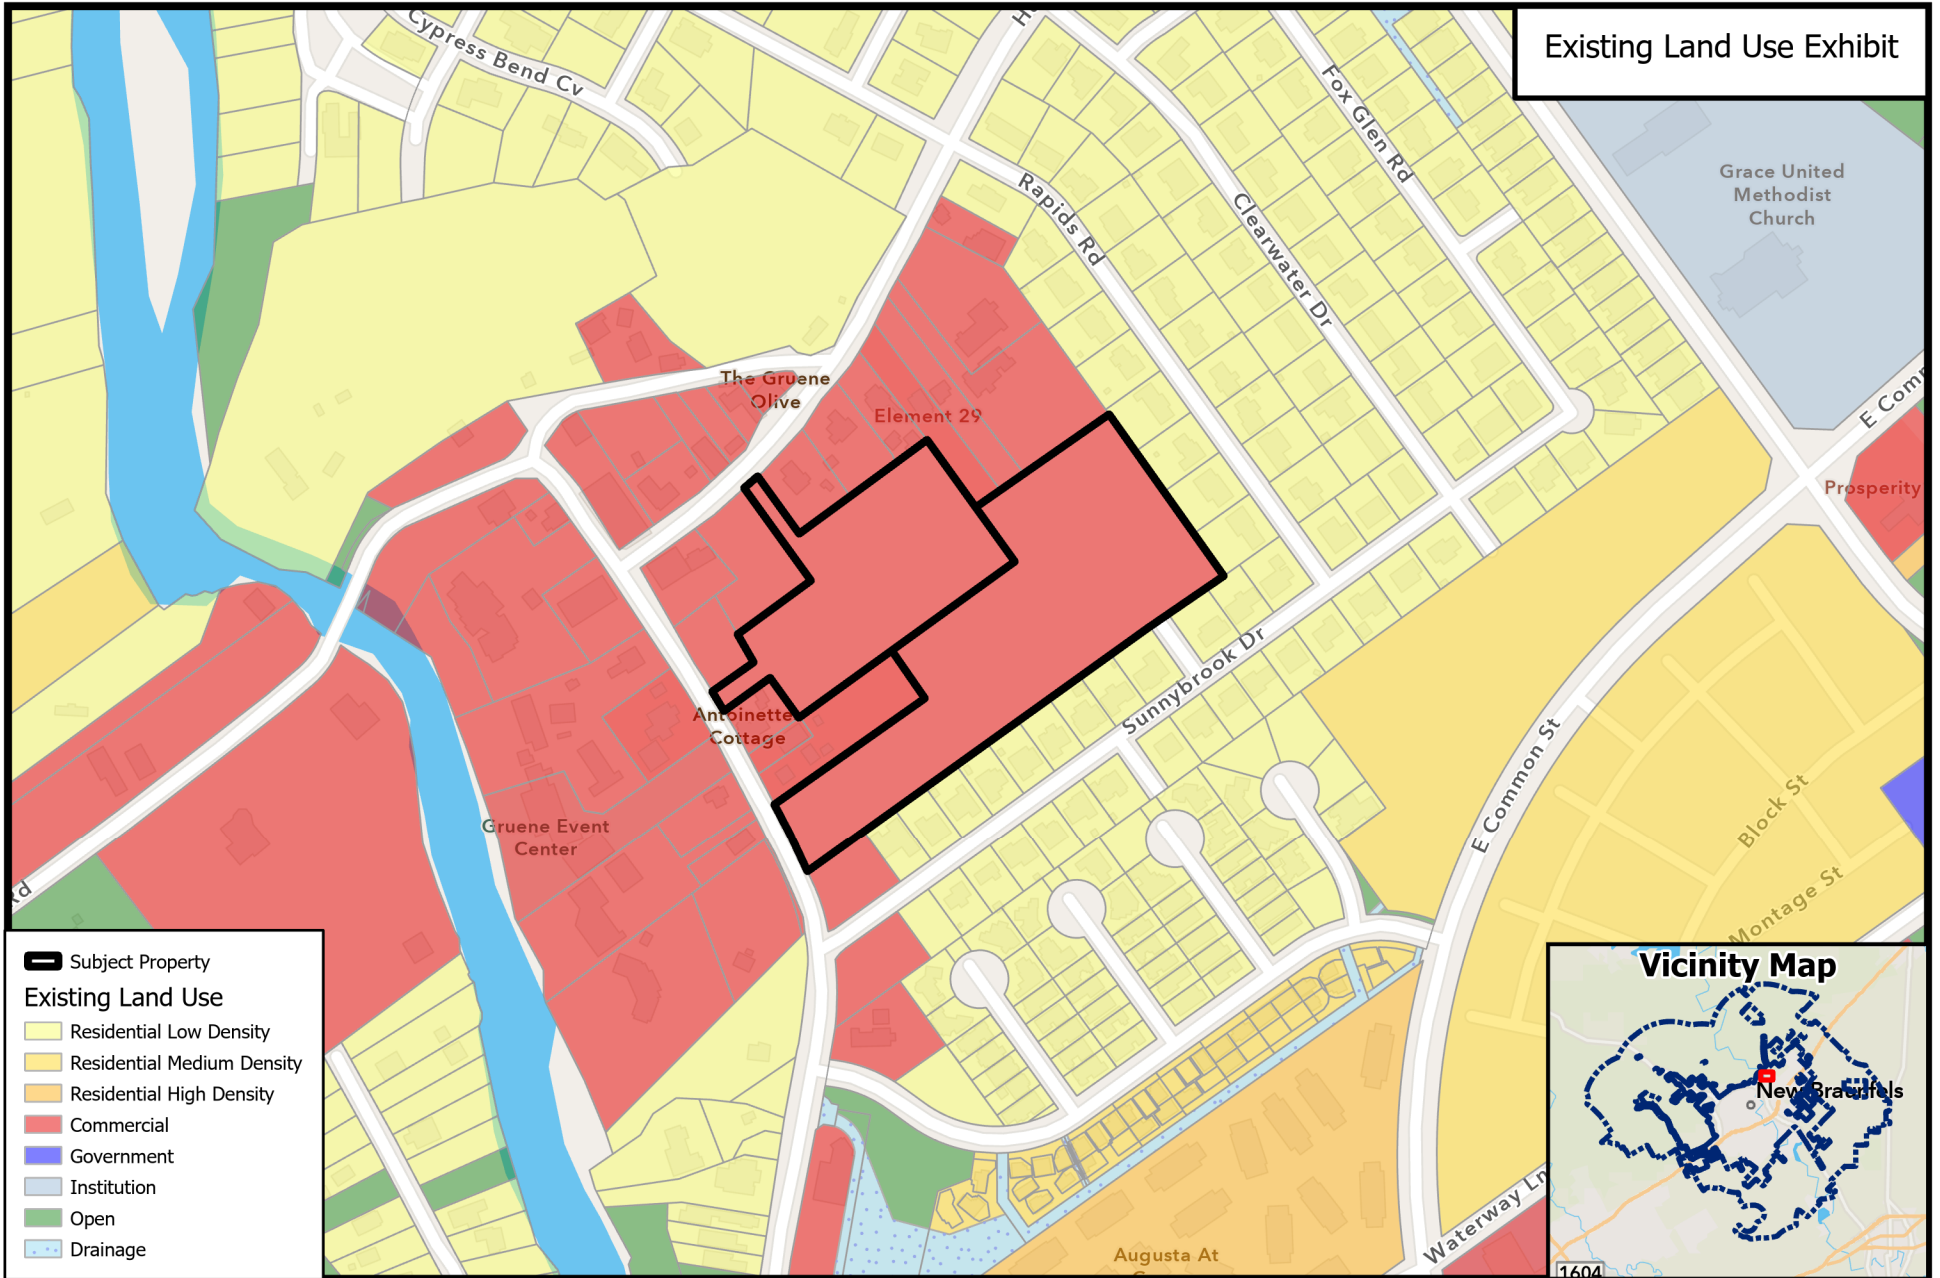 Existing Land Use Exhibit
Cypress Bend Cv
Fox Glen Rd
Grace United
Methodist
Church
Rapids Rd
Clearwater Dr
The Gruene
Olive
Element 29
E Comm
Prosperity
Sunnybrook Dr
Antoinette
Cottage
Gruene Event
Center
E Common St
Block St
Montage St
Rd
Waterway Ln
Augusta At
Subject Property
Existing Land Use
Residential Low Density
Residential Medium Density
Residential High Density
Commercial
Government
Institution
Open
Drainage
Vicinity Map
New Braunfels
1604